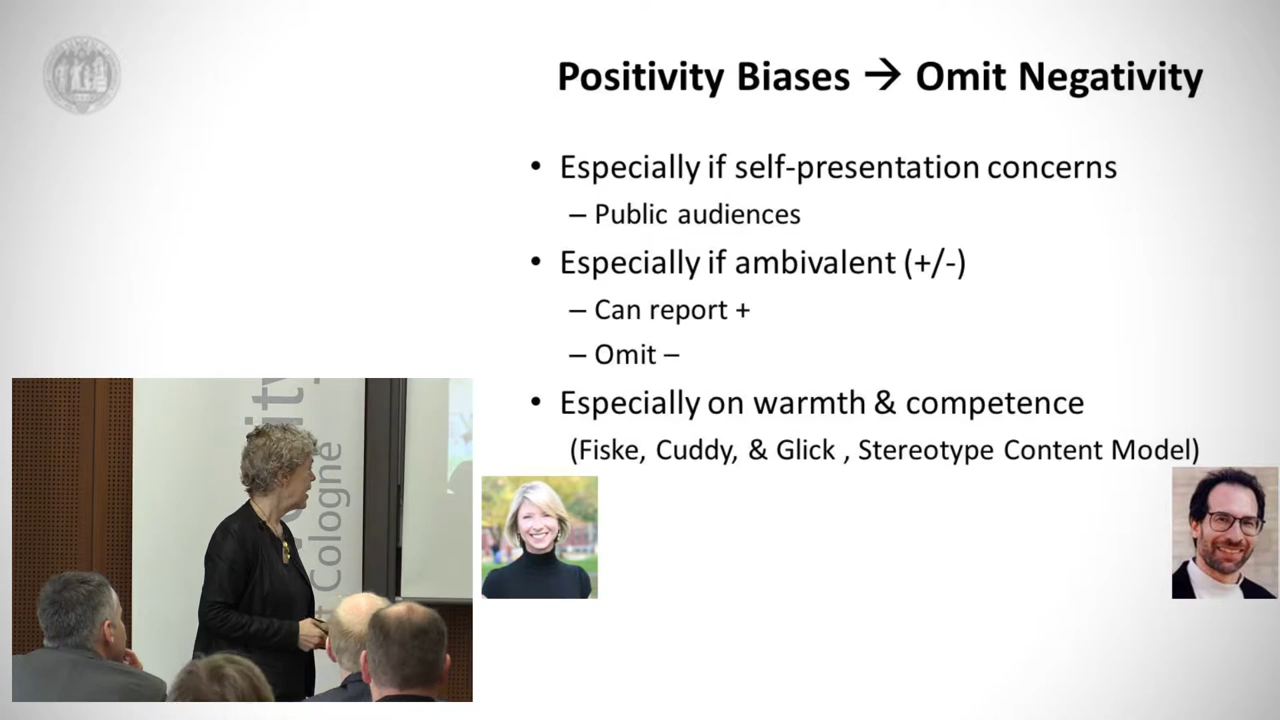 Positivity Biases → Omit Negativity
• Especially if self-presentation concerns
– Public audiences
• Especially if ambivalent (+/-)
– Can report +
– Omit –
• Especially on warmth & competence
(Fiske, Cuddy, & Glick , Stereotype Content Model)
Cologne